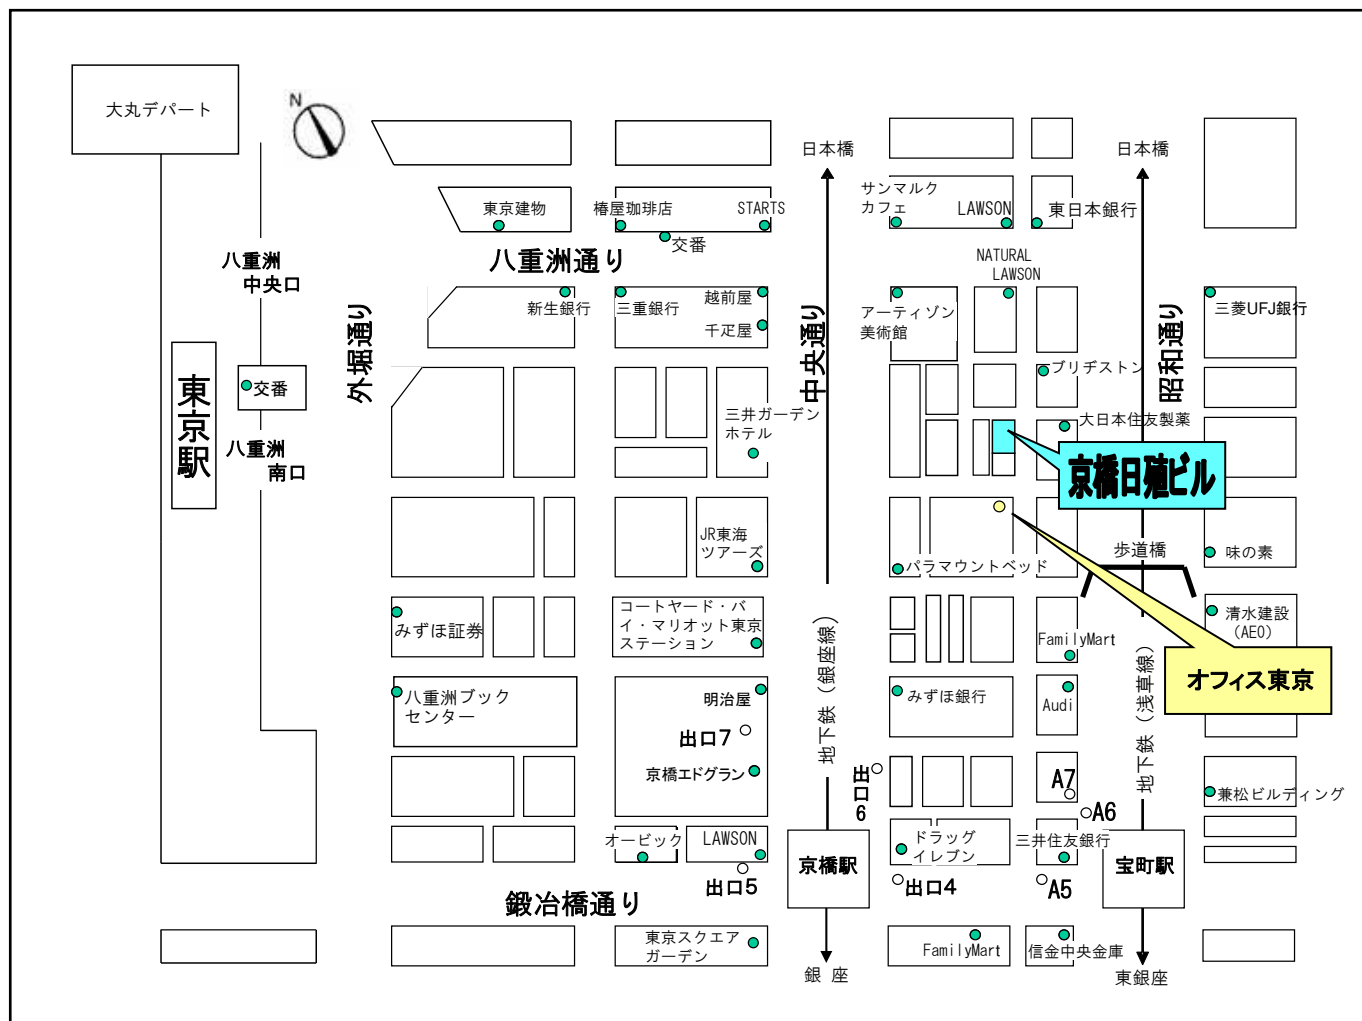 大丸デパート
N
日本橋
日本橋
サンマルク
カフェ
LAWSON
東日本銀行
東京建物
椿屋珈琲店
STARTS
交番
八重洲通り
NATURAL
LAWSON
八重洲
中央口
新生銀行
三重銀行
越前屋
千疋屋
アーティゾン
美術館
三菱UFJ銀行
外堀通り
中央通り
昭和通り
東京駅
交番
八重洲
南口
ブリヂストン
三井ガーデン
ホテル
大日本住友製薬
京橋日殖ビル
JR東海
ツアーズ
パラマウントベッド
歩道橋
味の素
みずほ証券
コートヤード・バ
イ・マリオット東京
ステーション
地下鉄（銀座線）
FamilyMart
地下鉄（浅草線）
清水建設
（AEO）
オフィス東京
八重洲ブック
センター
明治屋
みずほ銀行
Audi
出口7
京橋エドグラン
出口
6
A7
A6
兼松ビルディング
オービック
LAWSON
京橋駅
ドラッグ
イレブン
三井住友銀行
宝町駅
出口5
出口4
A5
鍛冶橋通り
東京スクエア
ガーデン
銀 座
FamilyMart
信金中央金庫
東銀座